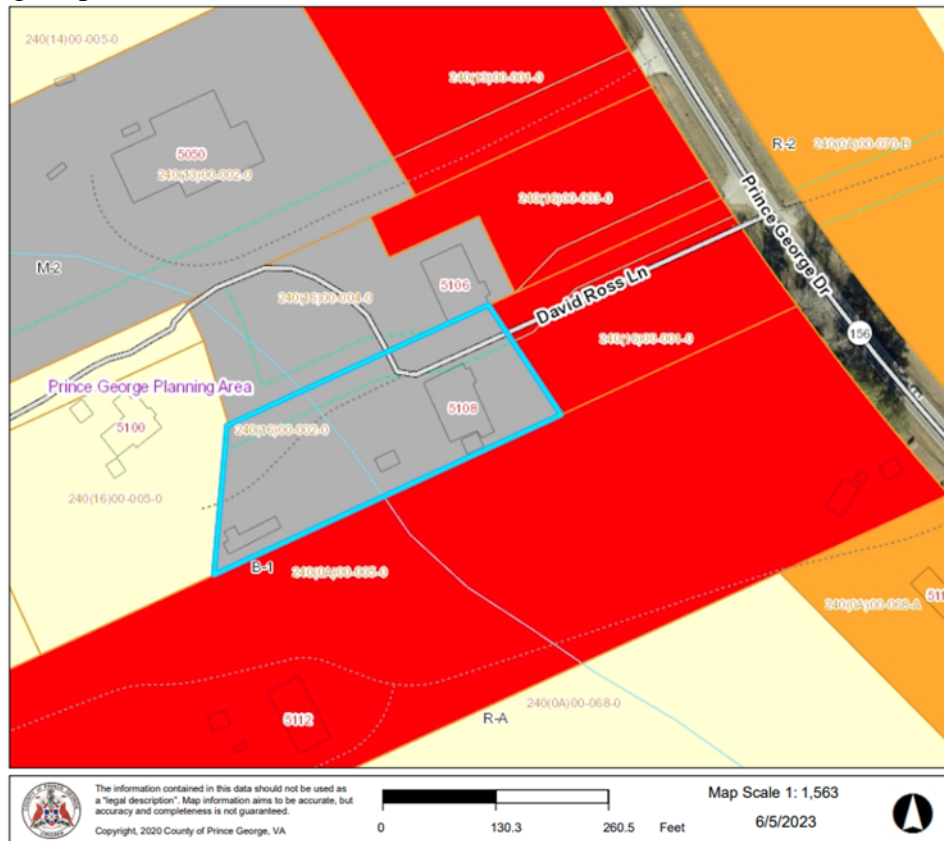 240(14)00-005-0
240(13)00-001-0
5050
240(13)00-002-0
R-2
240(0A)00-070-B
240(16)00-003-0
Prince George Dr
M-2
5106
240(16)00-004-0
David Ross Ln
240(16)00-001-0
156
Prince George Planning Area
5108
5100
240(16)00-002-0
240(16)00-005-0
B-1
240(0A)00-005-0
511
240(0A)00-068-A
240(0A)00-068-0
R-A
5112
The information contained in this data should not be used as
a "legal description". Map information aims to be accurate, but
accuracy and completeness is not guaranteed.
Copyright, 2020 County of Prince George, VA
0 130.3 260.5 Feet
Map Scale 1: 1,563
6/5/2023